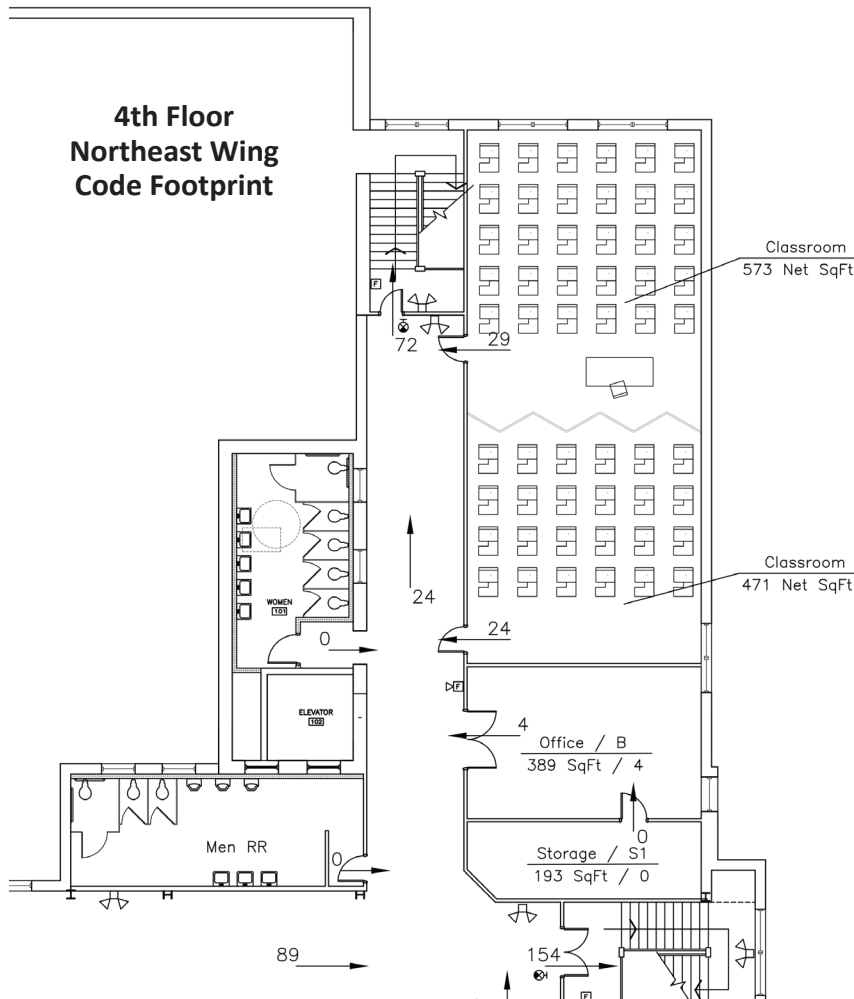 4th Floor
Northeast Wing
Code Footprint
Classroom
573 Net SqFt
F
72
29
Classroom
471 Net SqFt
24
WOMEN
101
0
24
F
ELEVATOR
102
4
Office / B
389 SqFt / 4
0
Men RR
0
Storage / S1
193 SqFt / 0
89
154
F